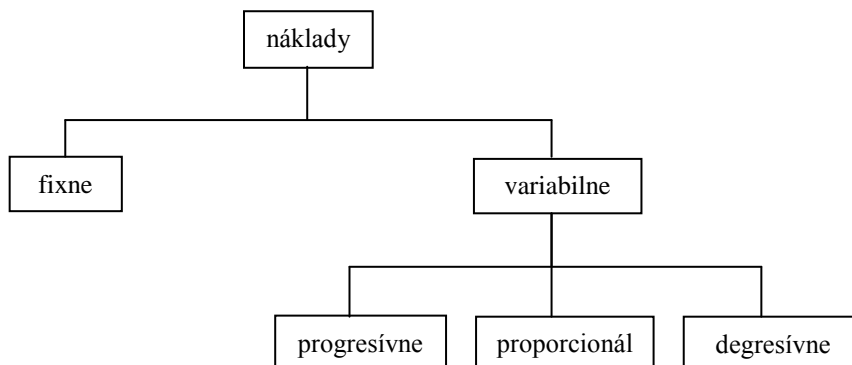 náklady
fixne
variabilne
progresívne
proporcionál
degresívne